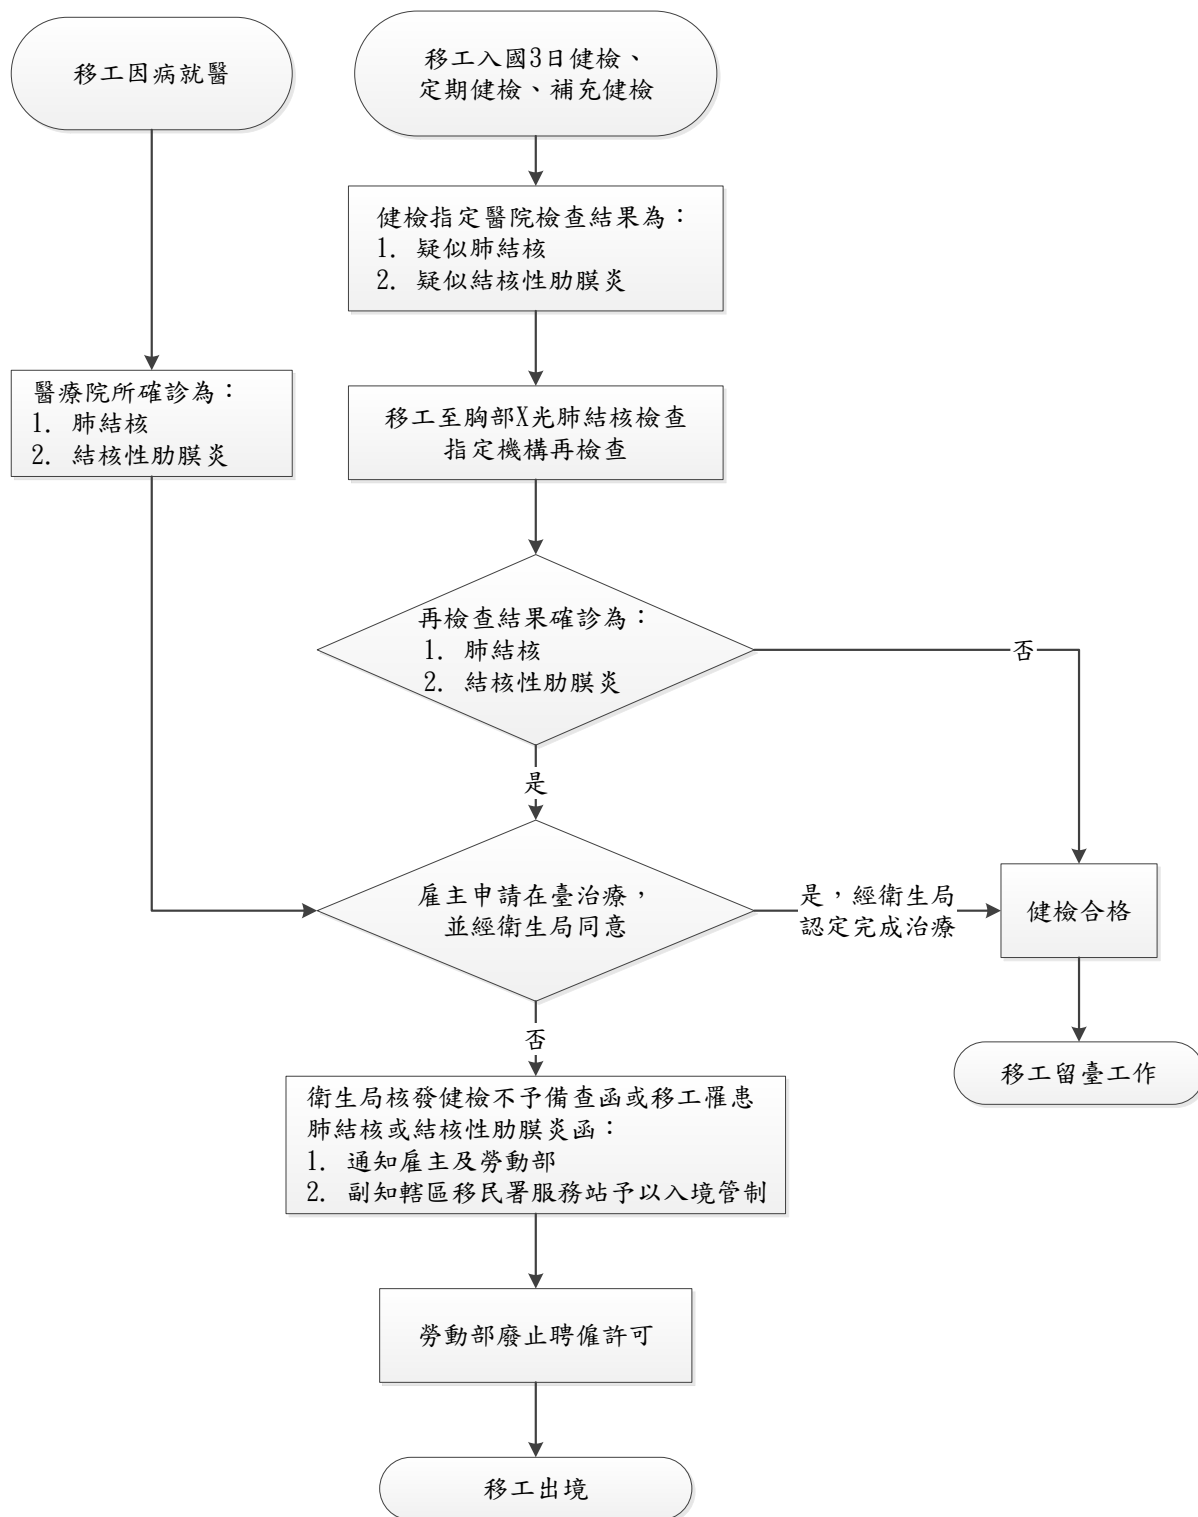 移工因病就醫
移工入國3日健檢、
定期健檢、補充健檢
健檢指定醫院檢查結果為：
1. 疑似肺結核
2. 疑似結核性肋膜炎
醫療院所確診為：
1. 肺結核
2. 結核性肋膜炎
移工至胸部X光肺結核檢查
指定機構再檢查
再檢查結果確診為：
1. 肺結核
2. 結核性肋膜炎
否
是
雇主申請在臺治療，
並經衛生局同意
是，經衛生局
認定完成治療
健檢合格
否
移工留臺工作
衛生局核發健檢不予備查函或移工罹患
肺結核或結核性肋膜炎函：
1. 通知雇主及勞動部
2. 副知轄區移民署服務站予以入境管制
勞動部廢止聘僱許可
移工出境